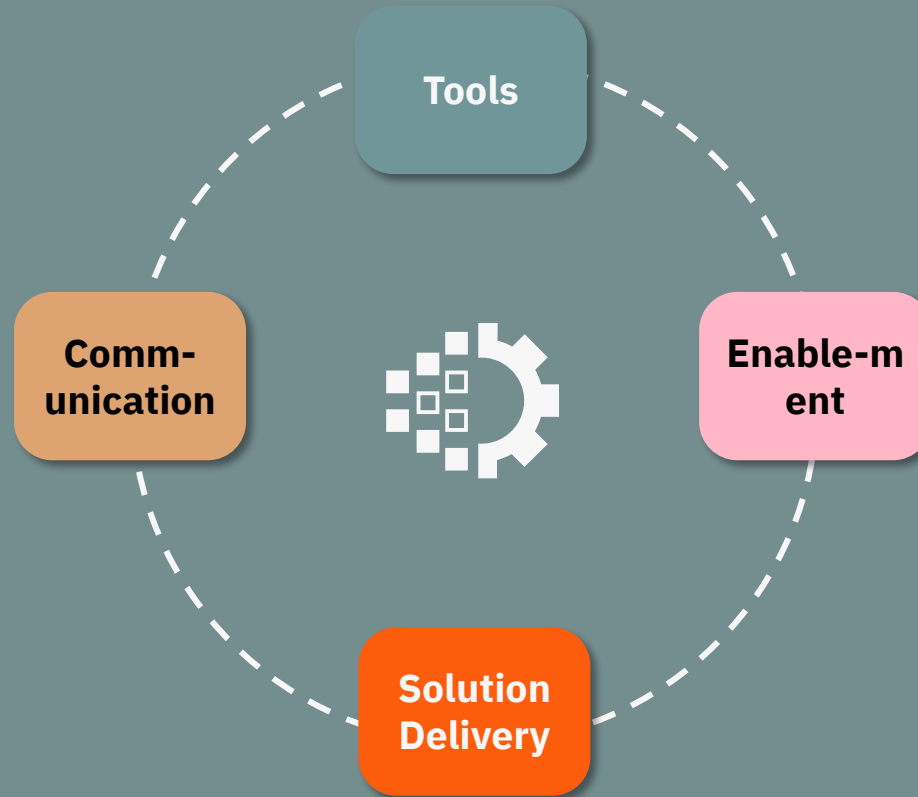 Tools
Comm-
unication
Enable-m
ent
Solution
Delivery